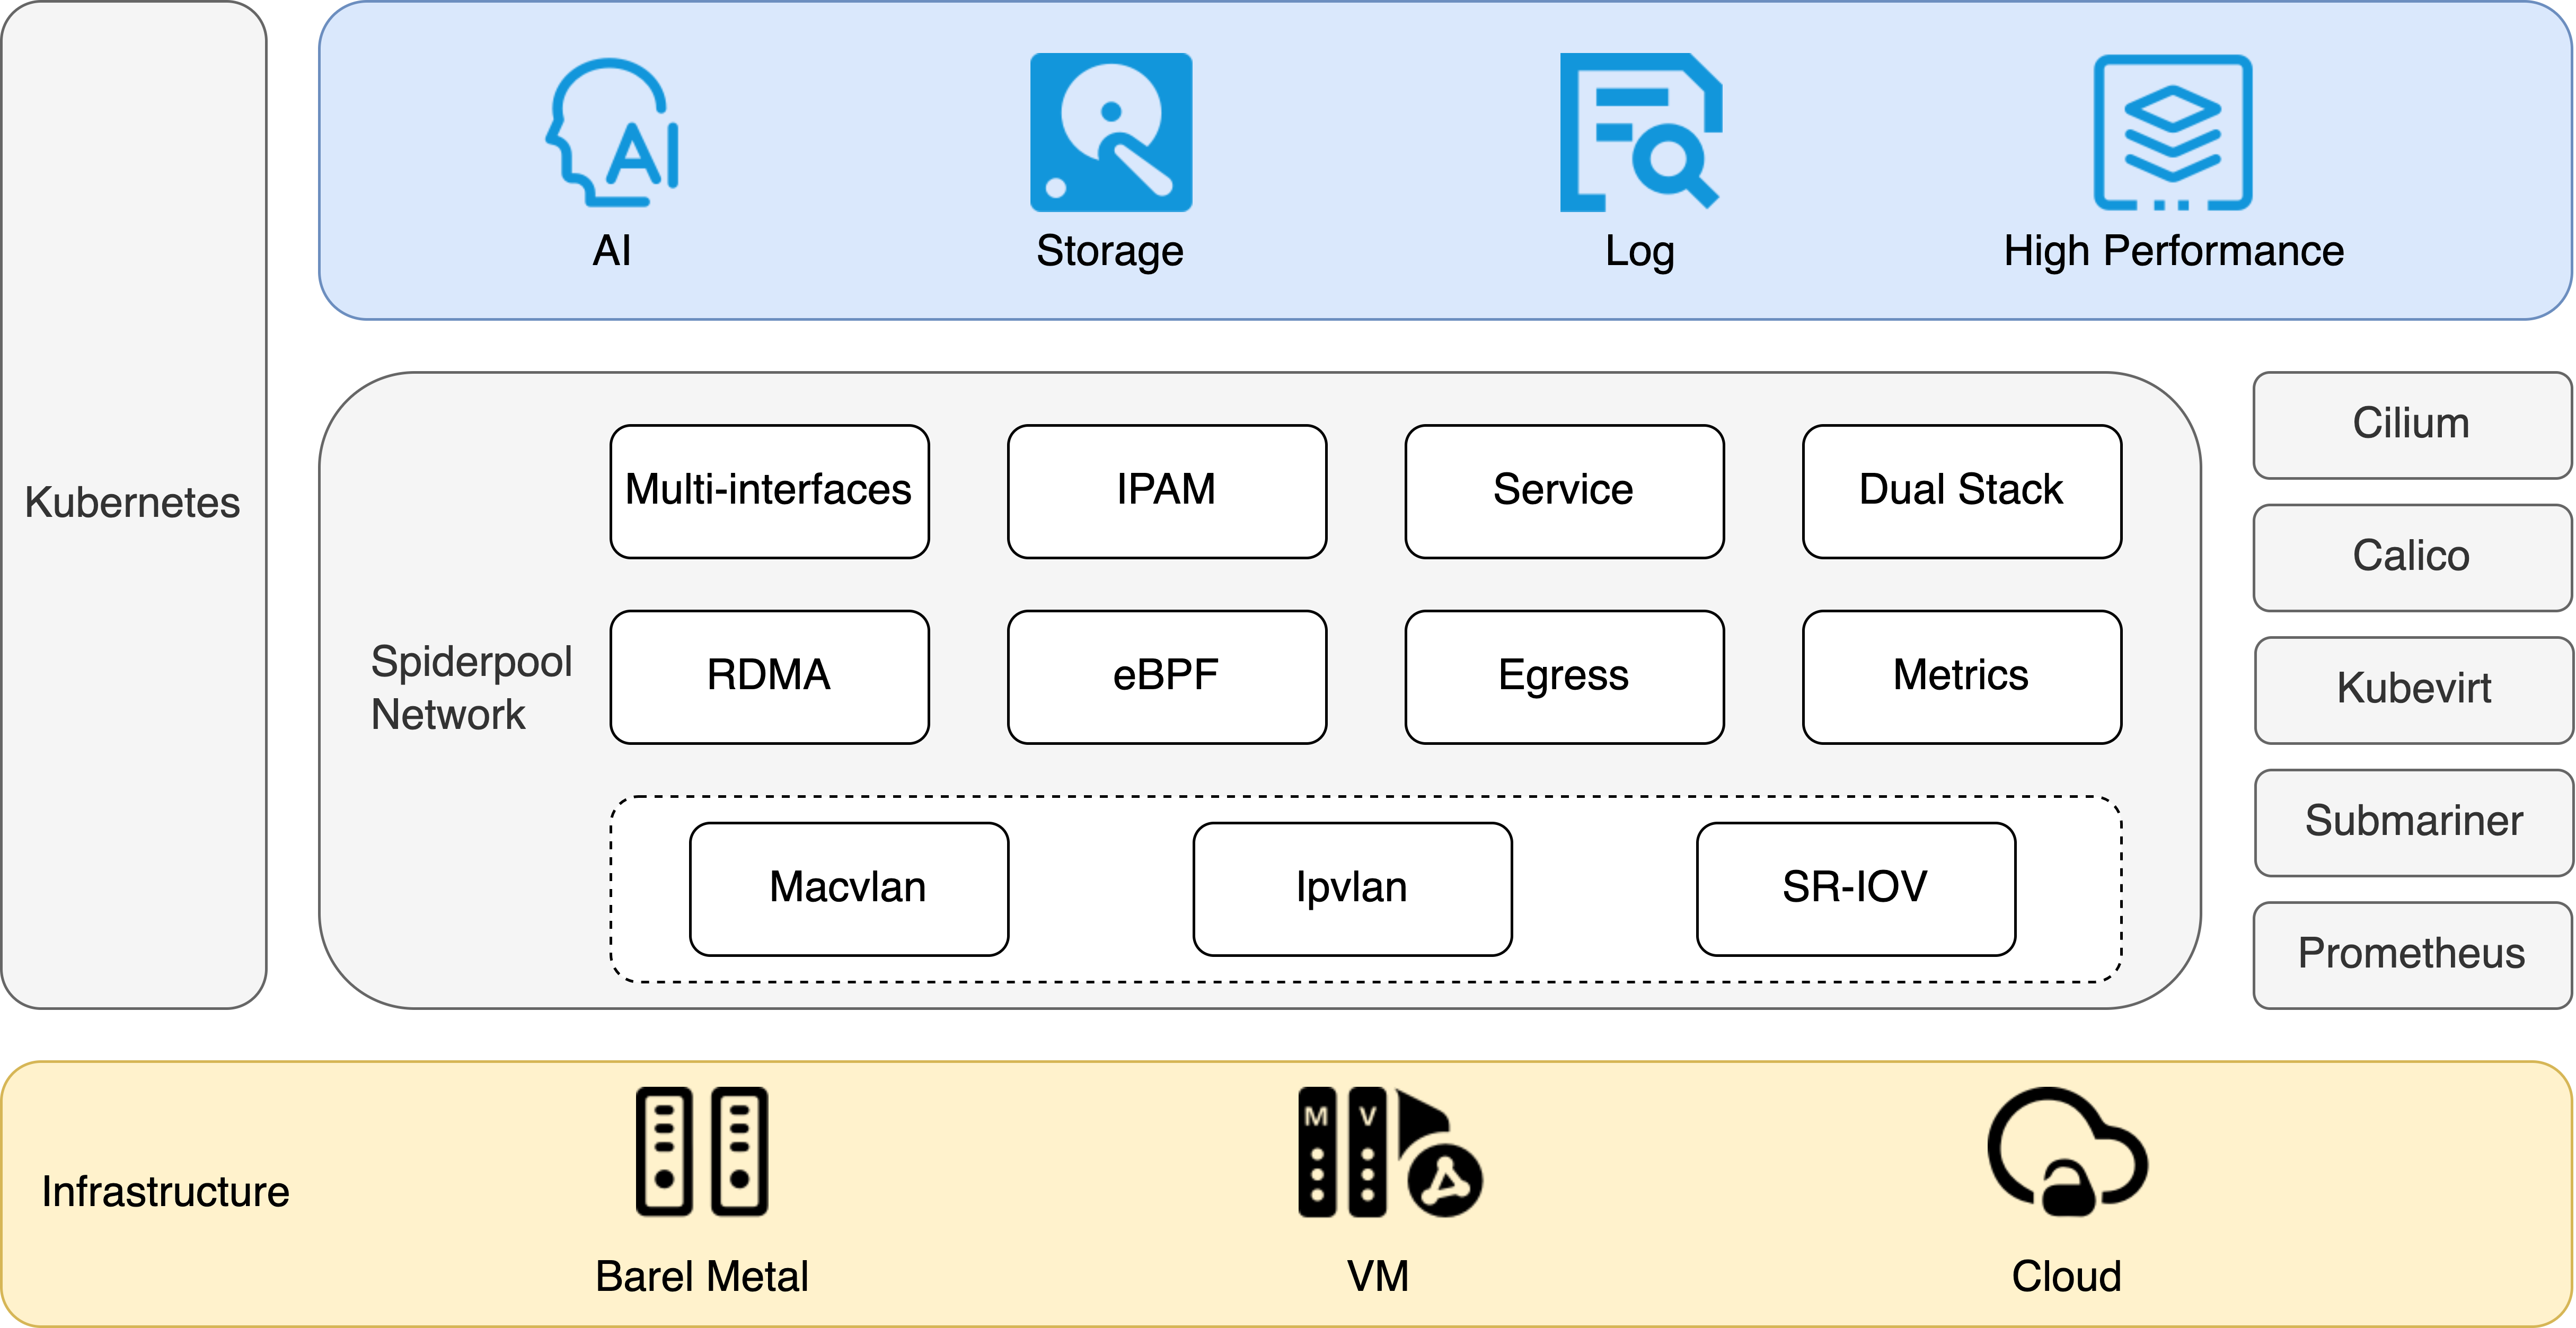 Kubernetes
AI
Storage
Log
High Performance
Spiderpool
Network
Multi-interfaces
IPAM
Service
Dual Stack
RDMA
eBPF
Egress
Metrics
Macvlan
Ipvlan
SR-IOV
Cilium
Calico
Kubevirt
Submariner
Prometheus
Infrastructure
M V
Barel Metal
VM
Cloud